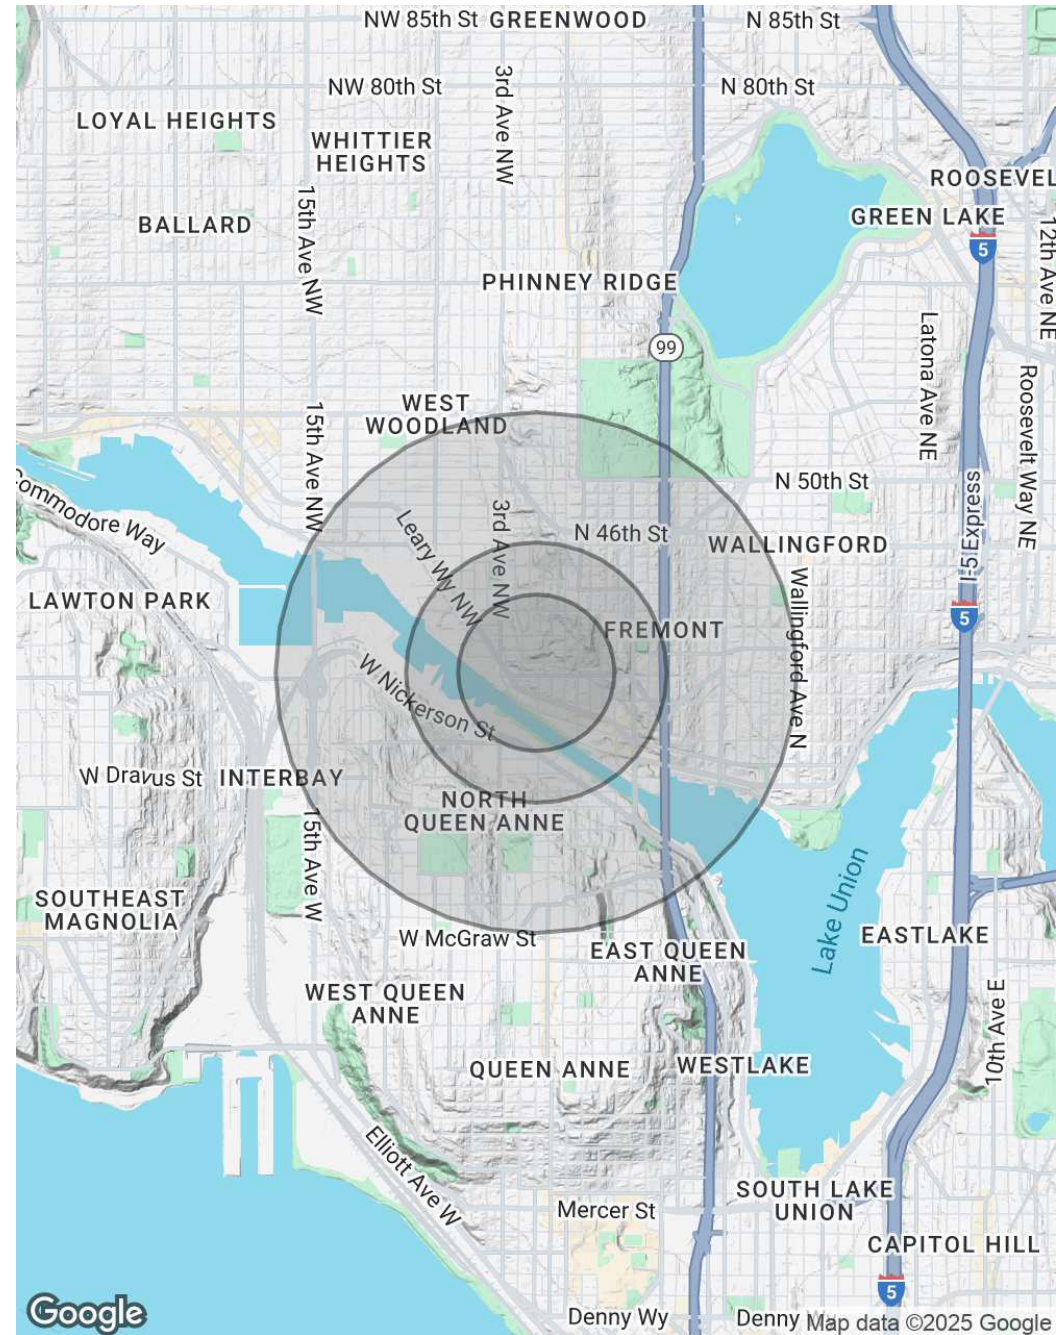 NW 85th St
GREENWOOD
N 85th St
NW 80th St
3rd Ave NW
N 80th St
LOYAL HEIGHTS
WHITTIER
HEIGHTS
ROOSEVEL
15th Ave NW
BALLARD
GREEN LAKE
5
12th Ave NE
PHINNEY RIDGE
99
Latona Ave NE
Roosevelt Way NE
WEST
WOODLAND
15th Ave NW
N 50th St
Commodore Way
Leary Wy NW
3rd Ave NW
N 46th St
WALLINGFORD
I-5 Express
LAWTON PARK
5
FREMONT
Wallingford Ave N
W Nickerson St
W Dravus St
INTERBAY
NORTH
QUEEN ANNE
15th Ave W
SOUTHEAST
MAGNOLIA
W McGraw St
EAST QUEEN
ANNE
Lake Union
EASTLAKE
WEST QUEEN
ANNE
10th Ave E
QUEEN ANNE
WESTLAKE
Elliott Ave W
Mercer St
SOUTH LAKE
UNION
CAPITOL HILL
5
Google
Denny Wy
Denny
Map data ©2025 Google